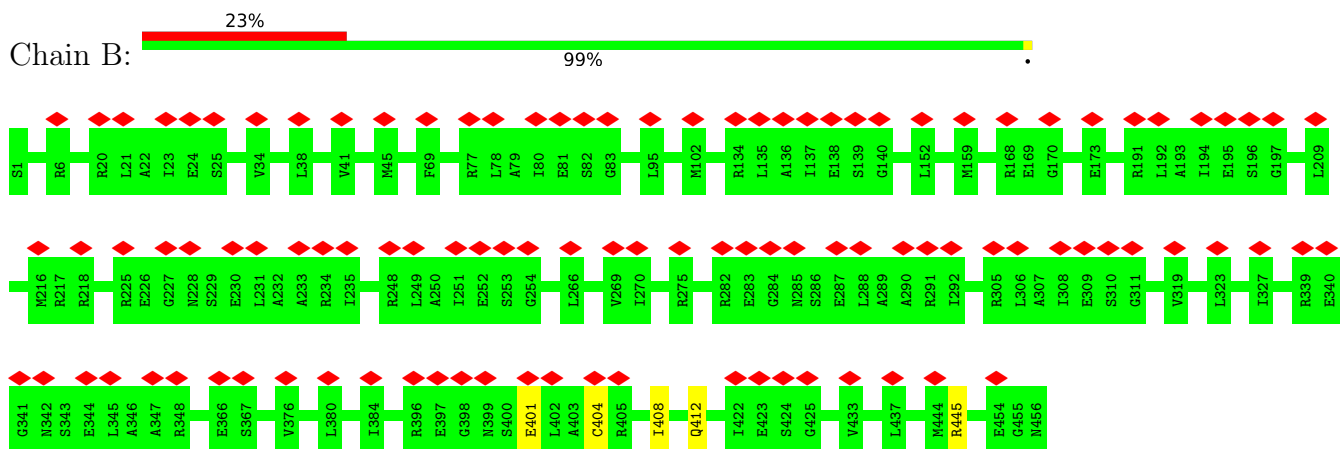 23%
Chain B:
99%
•
S1 R6 R20 L21 A22 I23 E24 S25 V34 L38 V41 M45 F69 R77 L78 A79 I80 E81 S82 G83 L95 M102 R134 L135 A136 I137 E138 S139 G140 L152 M159 R168 E169 G170 E173 R191 L192 A193 I194 E195 S196 G197 L209
M216 R217 R218 R225 E226 G227 N228 S229 E230 L231 A232 A233 R234 I235 R248 L249 A250 I251 E252 S253 G254 L266 V269 I270 R275 R282 E283 G284 N285 S286 E287 L288 A289 A290 R291 I292 R305 L306 A307 I308 E309 S310 G311 V319 L323 I327 R339 E340
G341 N342 S343 E344 L345 A346 A347 R348 E366 S367 V376 L380 I384 R396 E397 G398 N399 S400 E401 L402 A403 C404 R405 I408 Q412 I422 E423 S424 G425 V433 L437 M444 R445 E454 G455 N456